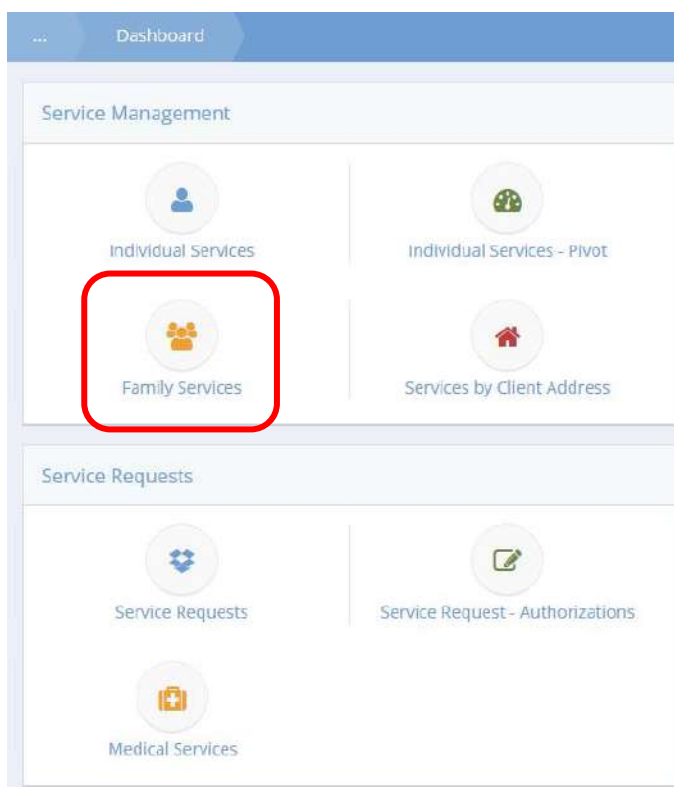 ... Dashboard
Service Management
Individual Services
Individual Services - Pivot
Family Services
Services by Client Address
Service Requests
Service Requests
Service Request - Authorizations
Medical Services